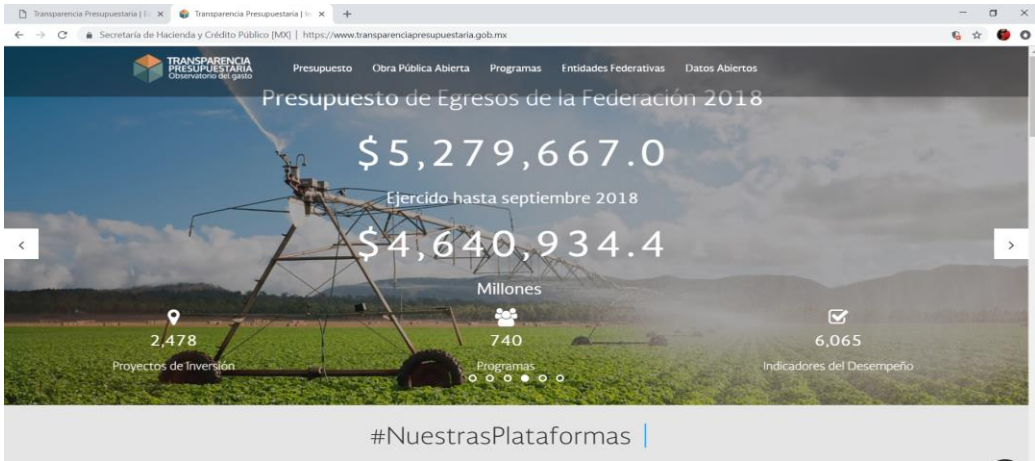 Transparencia Presupuestaria |
Transparencia Presupuestaria |
Secretaría de Hacienda y Crédito Público [MX] | https://www.transparenciapresupuestaria.gob.mx
TRANSPARENCIA
PRESUPUESTARIA
Observatorio del gasto
Presupuesto Obra Pública Abierta Programas Entidades Federativas Datos Abiertos
Presupuesto de Egresos de la Federación 2018
$5,279,667.0
Ejercido hasta septiembre 2018
$4,640,934.4
Millones
2,478 740 6,065
Proyectos de Inversión Programas Indicadores del Desempeño
#NuestrasPlataformas |